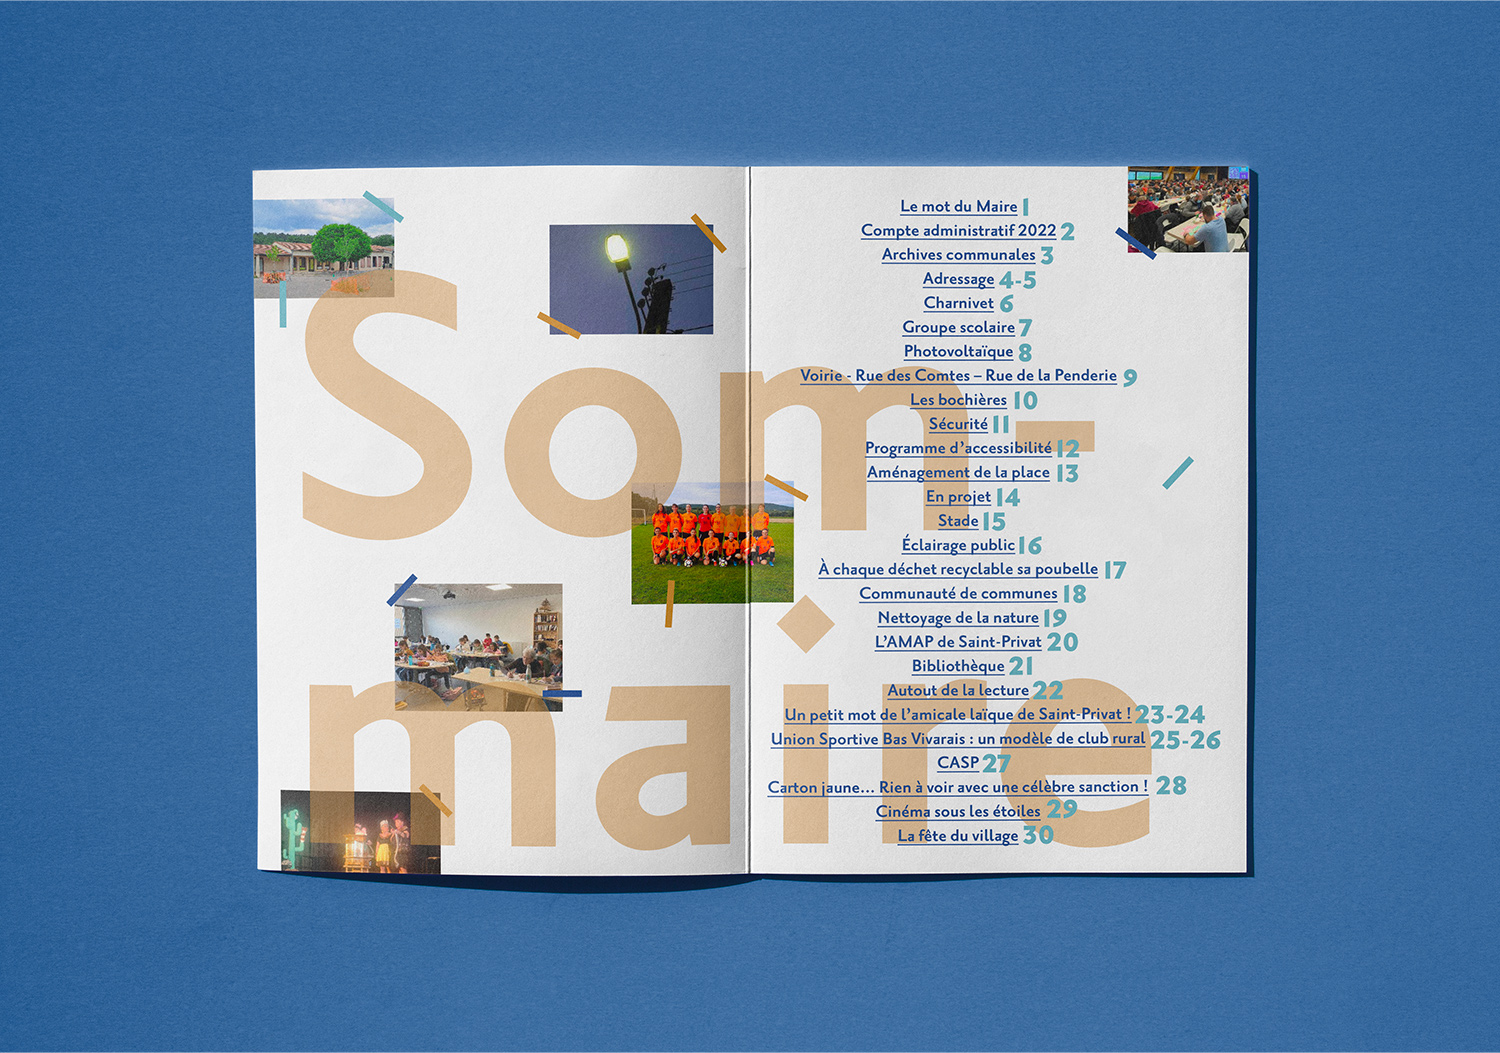 Som-
maire
Le mot du Maire 1
Compte administratif 2022 2
Archives communales 3
Adressage 4-5
Charnivet 6
Groupe scolaire 7
Photovoltaïque 8
Voirie - Rue des Comtes – Rue de la Penderie 9
Les bochières 10
Sécurité 11
Programme d’accessibilité 12
Aménagement de la place 13
En projet 14
Stade 15
Éclairage public 16
À chaque déchet recyclable sa poubelle 17
Communauté de communes 18
Nettoyage de la nature 19
L’AMAP de Saint-Privat 20
Bibliothèque 21
Autout de la lecture 22
Un petit mot de l’amicale laïque de Saint-Privat ! 23-24
Union Sportive Bas Vivarais : un modèle de club rural 25-26
CASP 27
Carton jaune... Rien à voir avec une célèbre sanction ! 28
Cinéma sous les étoiles 29
La fête du village 30